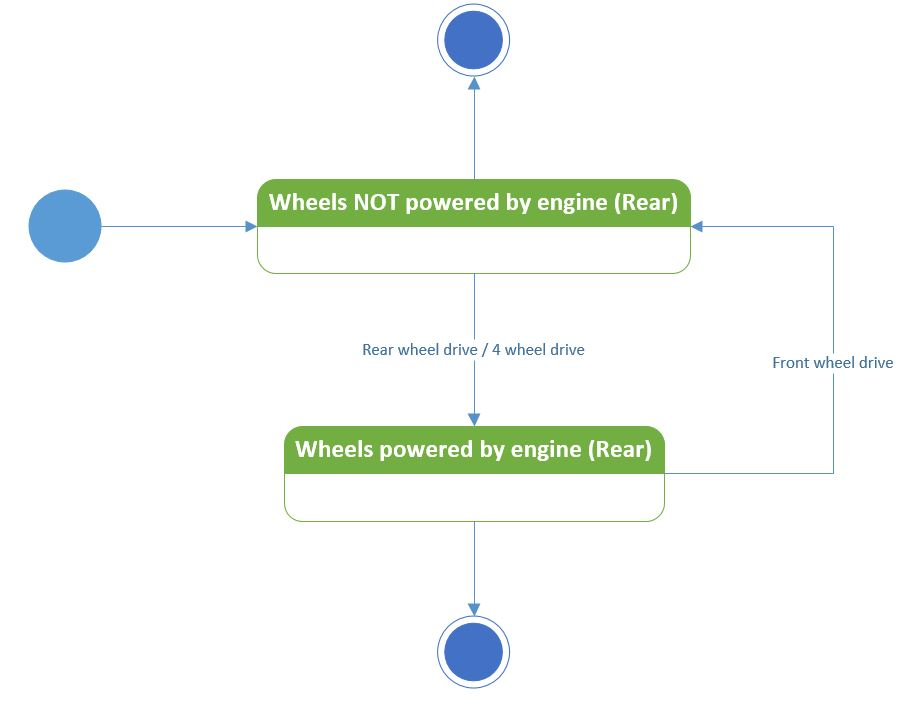 Wheels NOT powered by engine (Rear)
Rear wheel drive / 4 wheel drive
Front wheel drive
Wheels powered by engine (Rear)